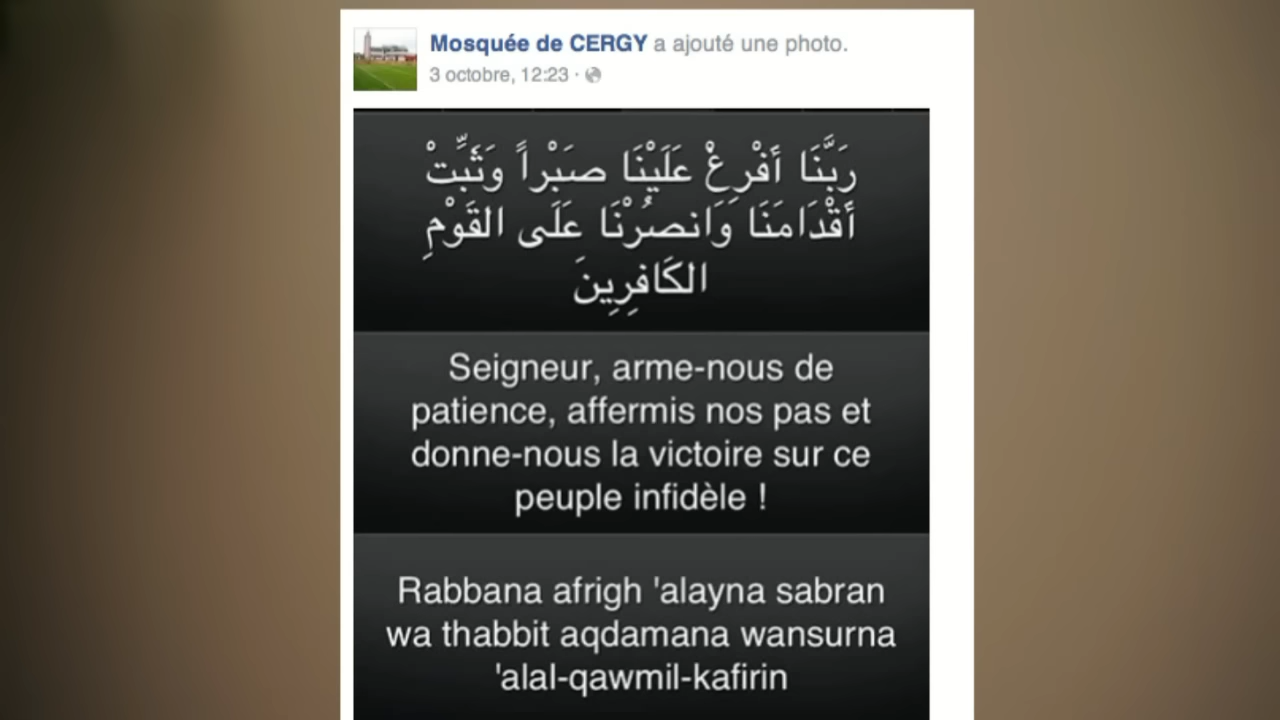 Mosquée de CERGY a ajouté une photo.
3 octobre, 12:23 ·
رَبَّنَا أَفْرِغْ عَلَيْنَا صَبْراً وَثَبِّتْ
أَقْدَامَنَا وَانصُرْنَا عَلَى القَوْمِ
الكَافِرِينَ
Seigneur, arme-nous de
patience, affermis nos pas et
donne-nous la victoire sur ce
peuple infidèle !
Rabbana afrigh 'alayna sabran
wa thabbit aqdamana wansurna
'alal-qawmil-kafirin